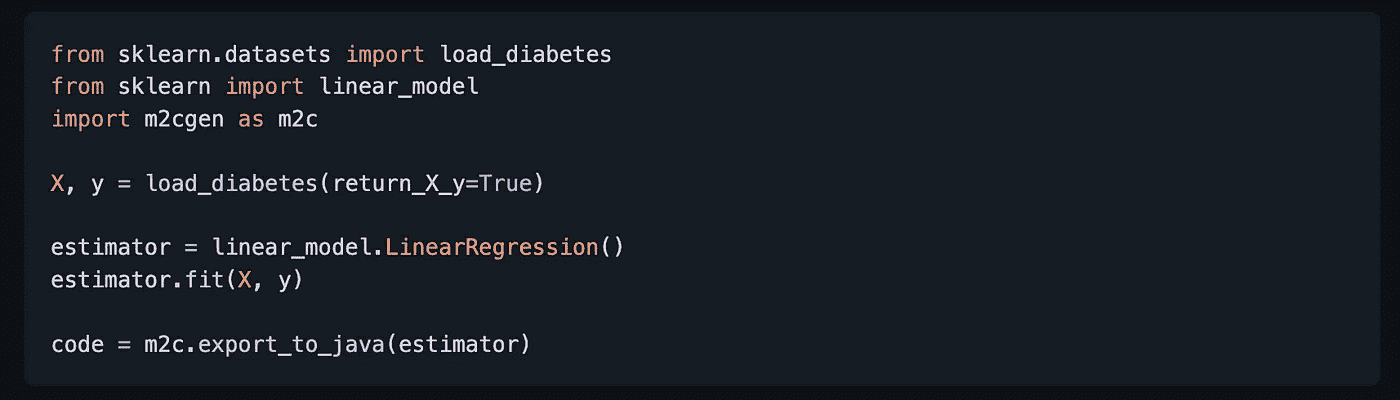 from sklearn.datasets import load_diabetes
from sklearn import linear_model
import m2cgen as m2c
X, y = load_diabetes(return_X_y=True)
estimator = linear_model.LinearRegression()
estimator.fit(X, y)
code = m2c.export_to_java(estimator)